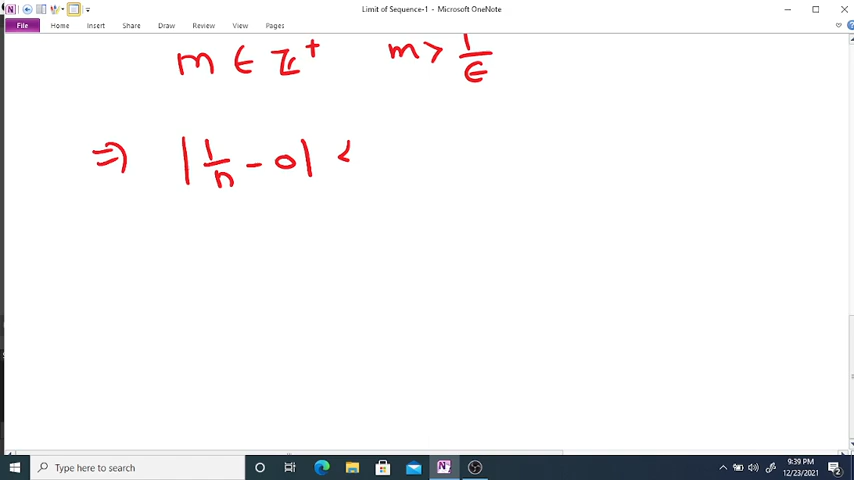 Limit of Sequence-1 - Microsoft OneNote
File Home Insert Share Draw Review View Pages
m ∈ Z⁺ m > 1/ϵ
⇒ |1/n - 0| <
Type here to search
9:39 PM
12/23/2021
2